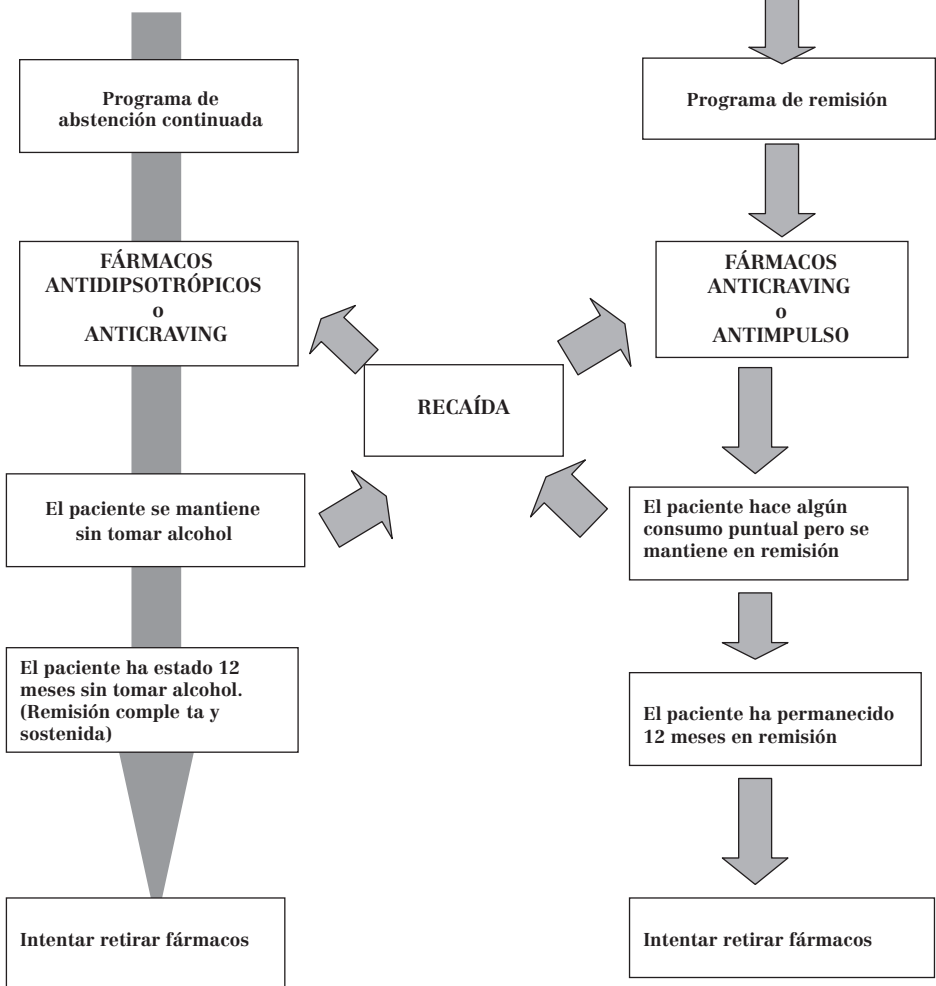 Programa de
abstención continuada
FÁRMACOS
ANTIDIPSOTRÓPICOS
o
ANTICRAVING
El paciente se mantiene
sin tomar alcohol
El paciente ha estado 12
meses sin tomar alcohol.
(Remisión comple ta y
sostenida)
Intentar retirar fármacos
RECAÍDA
Programa de remisión
FÁRMACOS
ANTICRAVING
o
ANTIMPULSO
El paciente hace algún
consumo puntual pero se
mantiene en remisión
El paciente ha permanecido
12 meses en remisión
Intentar retirar fármacos